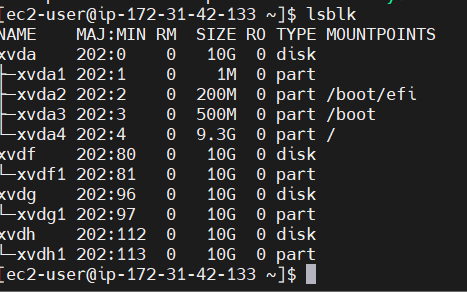 [ec2-user@ip-172-31-42-133 ~]$ lsblk
NAME    MAJ:MIN RM  SIZE RO TYPE MOUNTPOINTS
xvda    202:0    0   10G  0 disk
├─xvda1 202:1    0    1M  0 part
├─xvda2 202:2    0  200M  0 part /boot/efi
├─xvda3 202:3    0  500M  0 part /boot
└─xvda4 202:4    0  9.3G  0 part /
xvdf    202:80   0   10G  0 disk
└─xvdf1 202:81   0   10G  0 part
xvdg    202:96   0   10G  0 disk
└─xvdg1 202:97   0   10G  0 part
xvdh    202:112  0   10G  0 disk
└─xvdh1 202:113  0   10G  0 part
[ec2-user@ip-172-31-42-133 ~]$